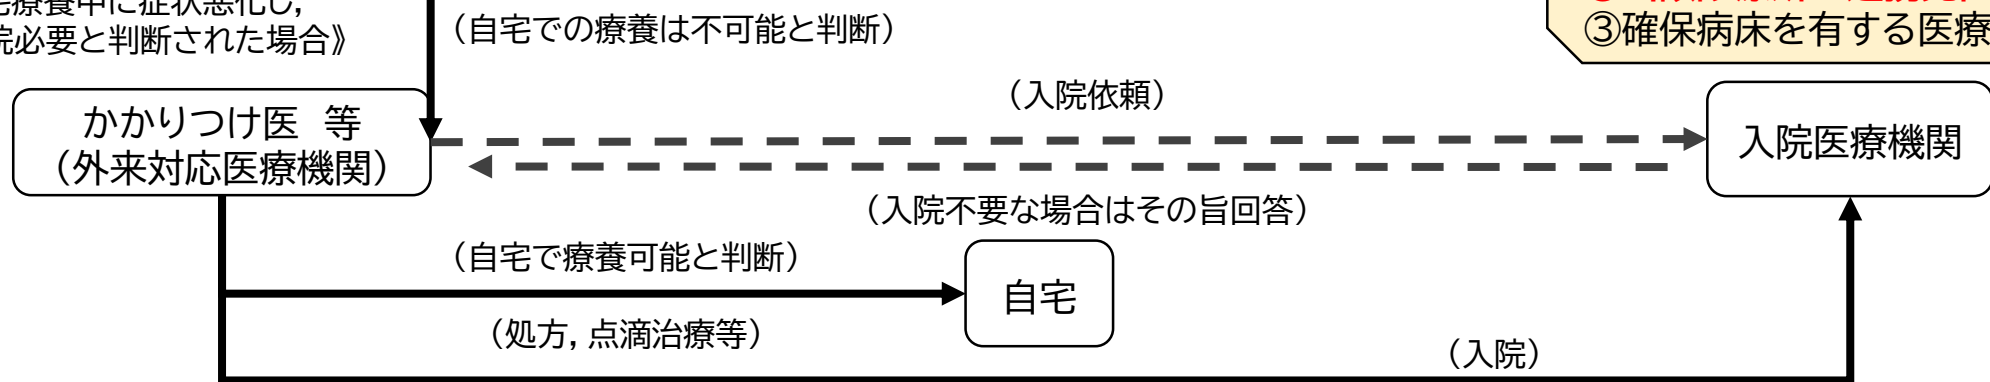 療養中に症状悪化し，
必要と判断された場合》
（自宅での療養は不可能と判断）
③確保病床を有する医療
（入院依頼）
かかりつけ医　等
（外来対応医療機関）
入院医療機関
（入院不要な場合はその旨回答）
（自宅で療養可能と判断）
自宅
（処方，点滴治療等）
（入院）